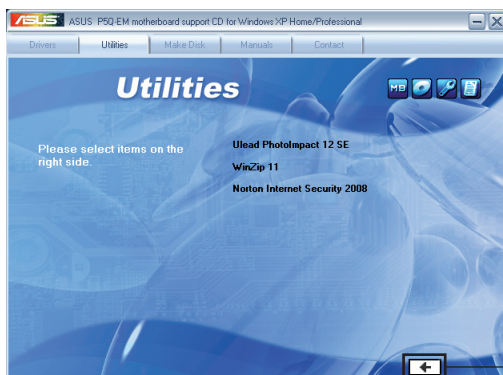 ASUS ASUS P5Q-EM motherboard support CD for Windows XP Home/Professional
Drivers Utilities Make Disk Manuals Contact
Utilities
MB
Please select items on the
right side.
Ulead PhotoImpact 12 SE
WinZip 11
Norton Internet Security 2008